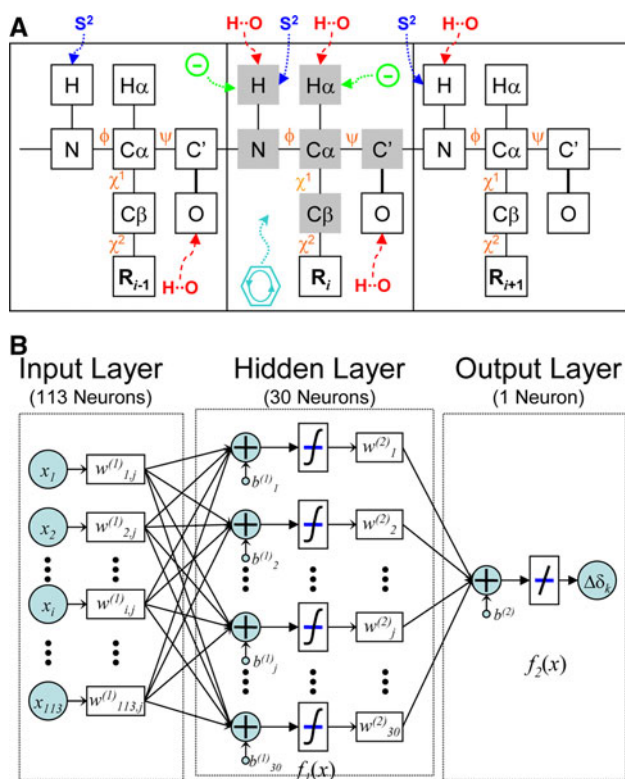 A
S² H··O S² H··O S² H··O
− −
H Hα H Hα H Hα
N ϕ Cα ψ C' N ϕ Cα ψ C' N ϕ Cα ψ C'
χ¹ χ¹ χ¹
Cβ O Cβ O Cβ O
χ² χ² χ²
R i-1 R i R i+1
H··O H··O
B
Input Layer Hidden Layer Output Layer
(113 Neurons) (30 Neurons) (1 Neuron)
x₁ w⁽¹⁾1,j + b⁽¹⁾1 ∫ w⁽²⁾1
x₂ w⁽¹⁾2,j + b⁽¹⁾2 ∫ w⁽²⁾2
xᵢ w⁽¹⁾i,j + b⁽¹⁾j ∫ w⁽²⁾j
x₁₁₃ w⁽¹⁾113,j + b⁽¹⁾30 ∫ w⁽²⁾30
+ b⁽²⁾ Δδₖ
f₁(x) f₂(x)